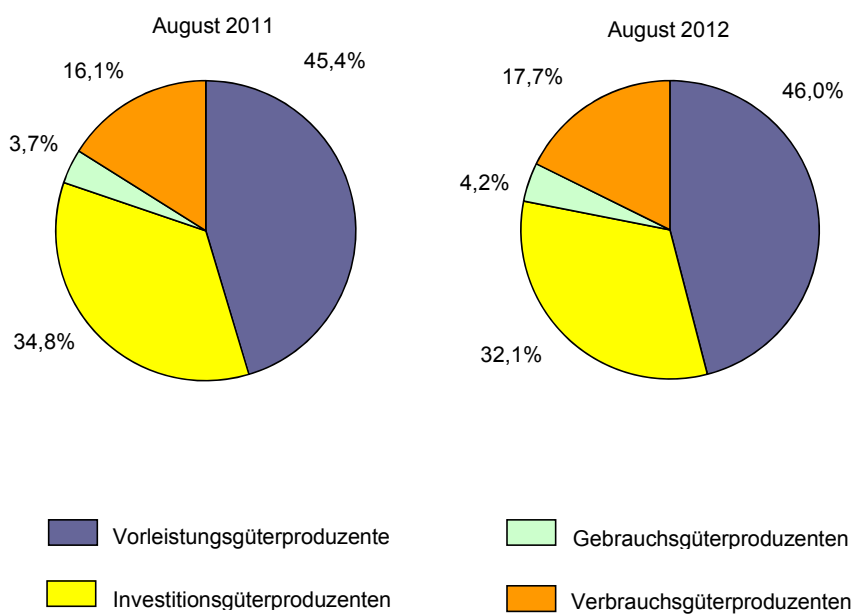 August 2011
45,4%
16,1%
3,7%
34,8%
August 2012
46,0%
17,7%
4,2%
32,1%
Vorleistungsgüterproduzente
Gebrauchsgüterproduzenten
Investitionsgüterproduzenten
Verbrauchsgüterproduzenten